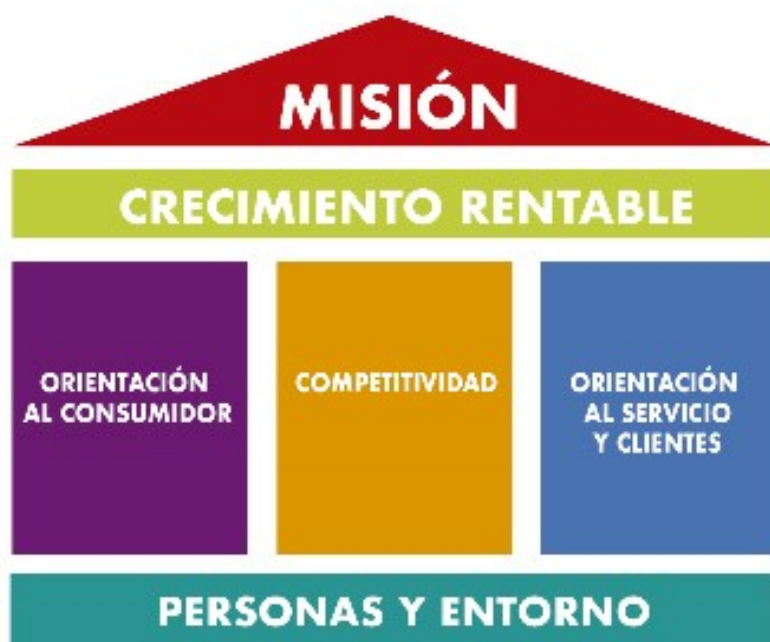 MISIÓN
CRECIMIENTO RENTABLE
ORIENTACIÓN
AL CONSUMIDOR
COMPETITIVIDAD
ORIENTACIÓN
AL SERVICIO
Y CLIENTES
PERSONAS Y ENTORNO